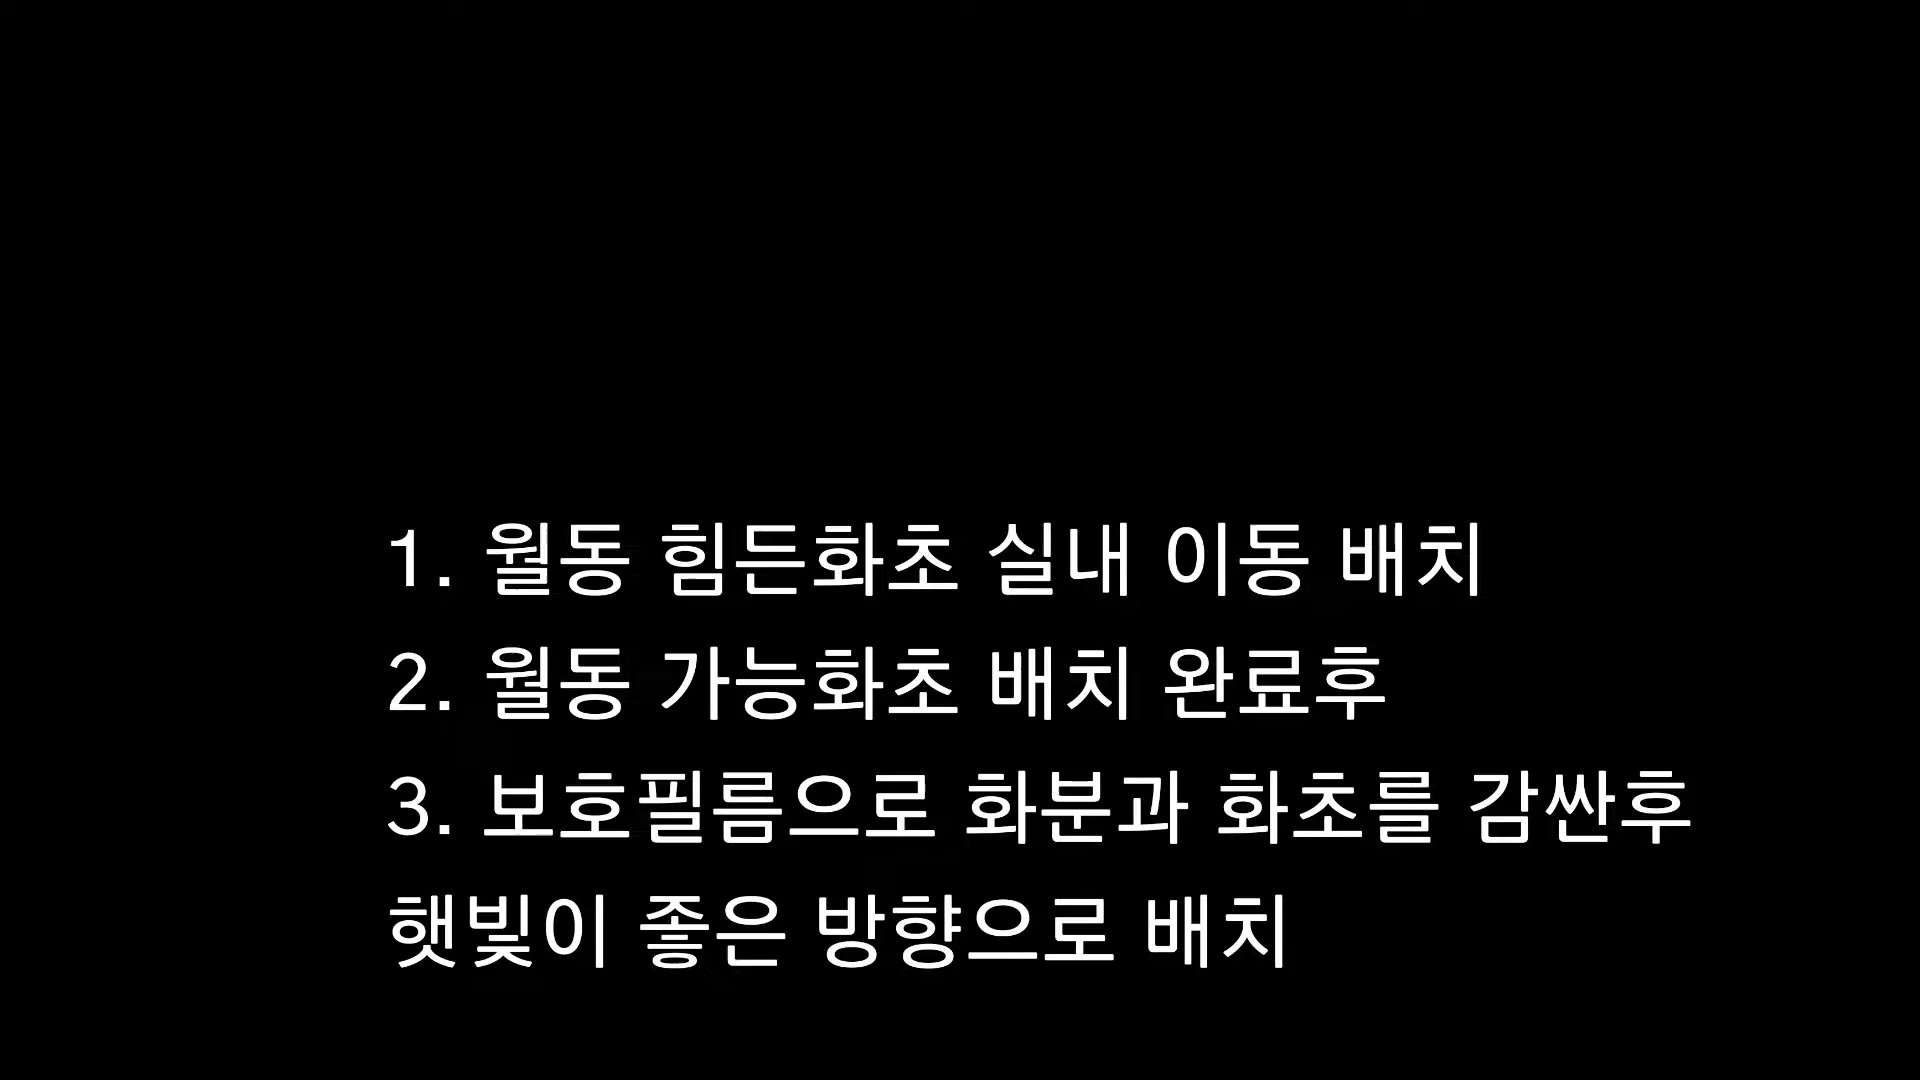 1. 월동 힘든화초 실내 이동 배치
2. 월동 가능화초 배치 완료후
3. 보호필름으로 화분과 화초를 감싼후
햇빛이 좋은 방향으로 배치